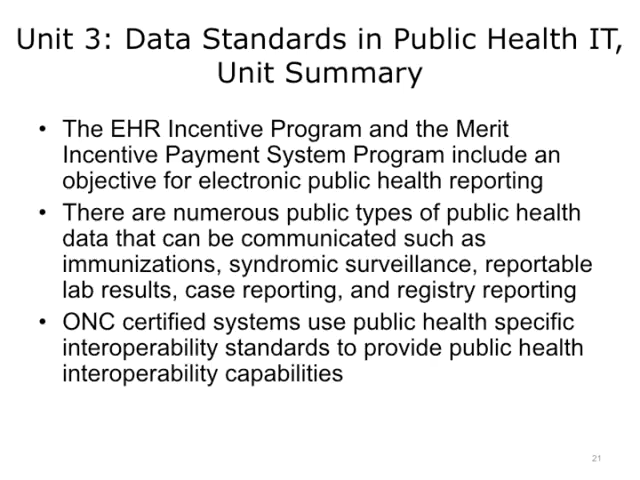 Unit 3: Data Standards in Public Health IT,
Unit Summary
• The EHR Incentive Program and the Merit
Incentive Payment System Program include an
objective for electronic public health reporting
• There are numerous public types of public health
data that can be communicated such as
immunizations, syndromic surveillance, reportable
lab results, case reporting, and registry reporting
• ONC certified systems use public health specific
interoperability standards to provide public health
interoperability capabilities
21